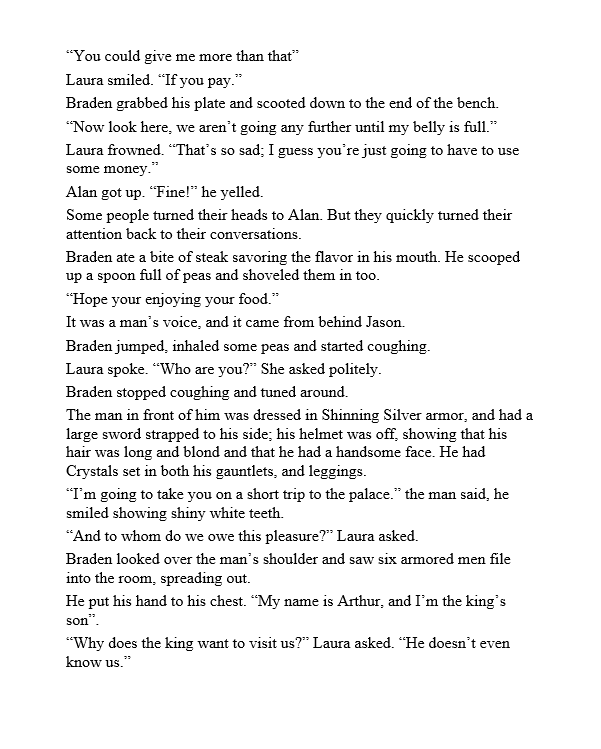 “You could give me more than that”
Laura smiled. “If you pay.”
Braden grabbed his plate and scooted down to the end of the bench.
“Now look here, we aren’t going any further until my belly is full.”
Laura frowned. “That’s so sad; I guess you’re just going to have to use
some money.”
Alan got up. “Fine!” he yelled.
Some people turned their heads to Alan. But they quickly turned their
attention back to their conversations.
Braden ate a bite of steak savoring the flavor in his mouth. He scooped
up a spoon full of peas and shoveled them in too.
“Hope your enjoying your food.”
It was a man’s voice, and it came from behind Jason.
Braden jumped, inhaled some peas and started coughing.
Laura spoke. “Who are you?” She asked politely.
Braden stopped coughing and tuned around.
The man in front of him was dressed in Shinning Silver armor, and had a
large sword strapped to his side; his helmet was off, showing that his
hair was long and blond and that he had a handsome face. He had
Crystals set in both his gauntlets, and leggings.
“I’m going to take you on a short trip to the palace.” the man said, he
smiled showing shiny white teeth.
“And to whom do we owe this pleasure?” Laura asked.
Braden looked over the man’s shoulder and saw six armored men file
into the room, spreading out.
He put his hand to his chest. “My name is Arthur, and I’m the king’s
son”.
“Why does the king want to visit us?” Laura asked. “He doesn’t even
know us.”